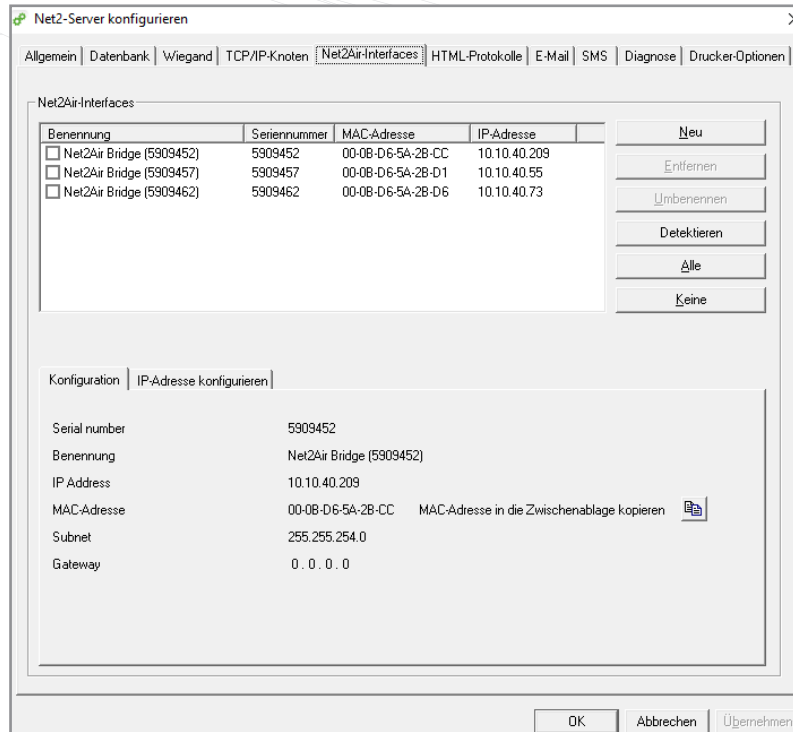 Net2-Server konfigurieren
Allgemein Datenbank Wiegand TCP/IP-Knoten Net2Air-Interfaces HTML-Protokolle E-Mail SMS Diagnose Drucker-Optionen
Net2Air-Interfaces
Benennung Seriennummer MAC-Adresse IP-Adresse
Net2Air Bridge (5909452) 5909452 00-0B-D6-5A-2B-CC 10.10.40.209
Net2Air Bridge (5909457) 5909457 00-0B-D6-5A-2B-D1 10.10.40.55
Net2Air Bridge (5909462) 5909462 00-0B-D6-5A-2B-D6 10.10.40.73
Neu
Entfernen
Umbenennen
Detektieren
Alle
Keine
Konfiguration IP-Adresse konfigurieren
Serial number 5909452
Benennung Net2Air Bridge (5909452)
IP Address 10.10.40.209
MAC-Adresse 00-0B-D6-5A-2B-CC MAC-Adresse in die Zwischenablage kopieren
Subnet 255.255.254.0
Gateway 0 . 0 . 0 . 0
OK Abbrechen Übernehmen